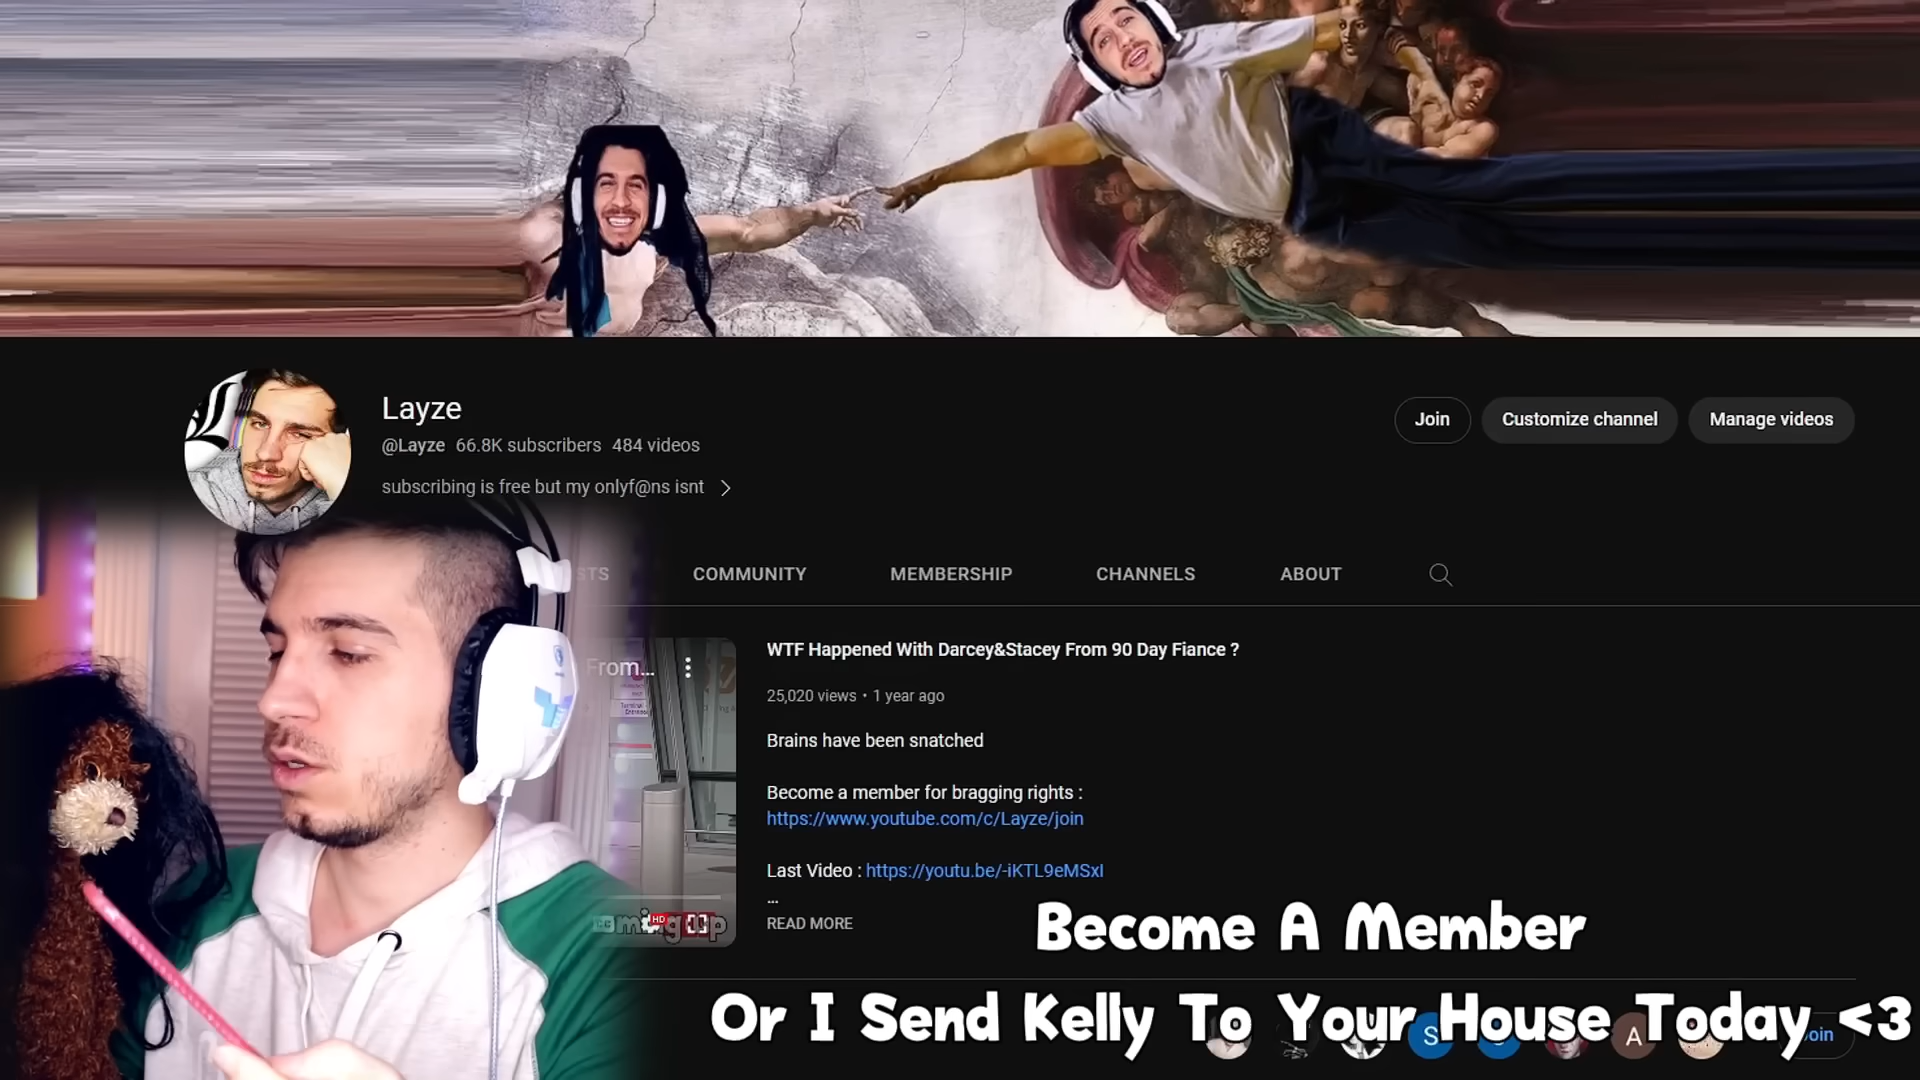 Layze
@Layze 66.8K subscribers 484 videos
subscribing is free but my onlyf@ns isnt
Join
Customize channel
Manage videos
STS
COMMUNITY
MEMBERSHIP
CHANNELS
ABOUT
From...
WTF Happened With Darcey&Stacey From 90 Day Fiance ?
25,020 views • 1 year ago
Brains have been snatched
Become a member for bragging rights :
https://www.youtube.com/c/Layze/join
Last Video : https://youtu.be/-iKTL9eMSxI
...
READ MORE
HD
Become A Member
Or I Send Kelly To Your House Today <3
S
A